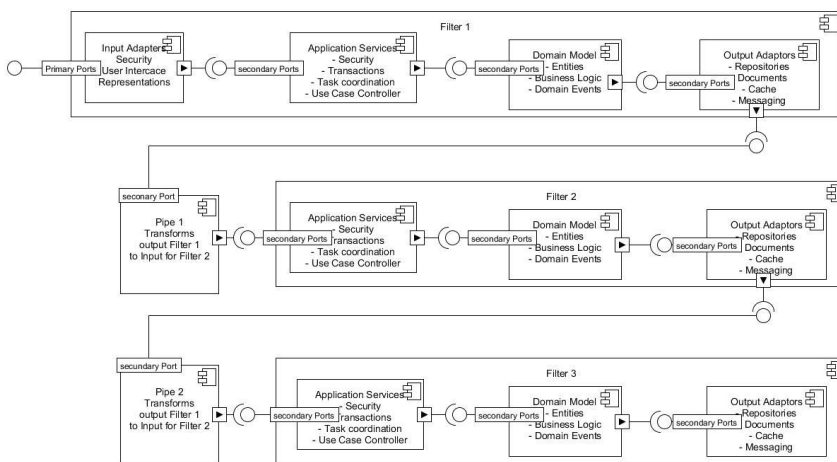 Filter 1
Primary Ports
Input Adapters
Security
User Intercace
Representations
secondary Ports
Application Services
- Security
- Transactions
- Task coordination
- Use Case Controller
secondary Ports
Domain Model
- Entities
- Business Logic
- Domain Events
secondary Ports
Output Adaptors
- Repositories
Documents
- Cache
- Messaging
seconary Port
Pipe 1
Transforms
output Filter 1
to Input for Filter 2
Filter 2
secondary Ports
Application Services
- Security
Transactions
- Task coordination
- Use Case Controller
secondary Ports
Domain Model
- Entities
- Business Logic
- Domain Events
secondary Ports
Output Adaptors
- Repositories
Documents
- Cache
- Messaging
secundary Port
Pipe 2
Transforms
output Filter 1
to Input for Filter 2
Filter 3
secondary Ports
Application Services
- Security
Transactions
- Task coordination
- Use Case Controller
secondary Ports
Domain Model
- Entities
- Business Logic
- Domain Events
secondary Ports
Output Adaptors
- Repositories
Documents
- Cache
- Messaging